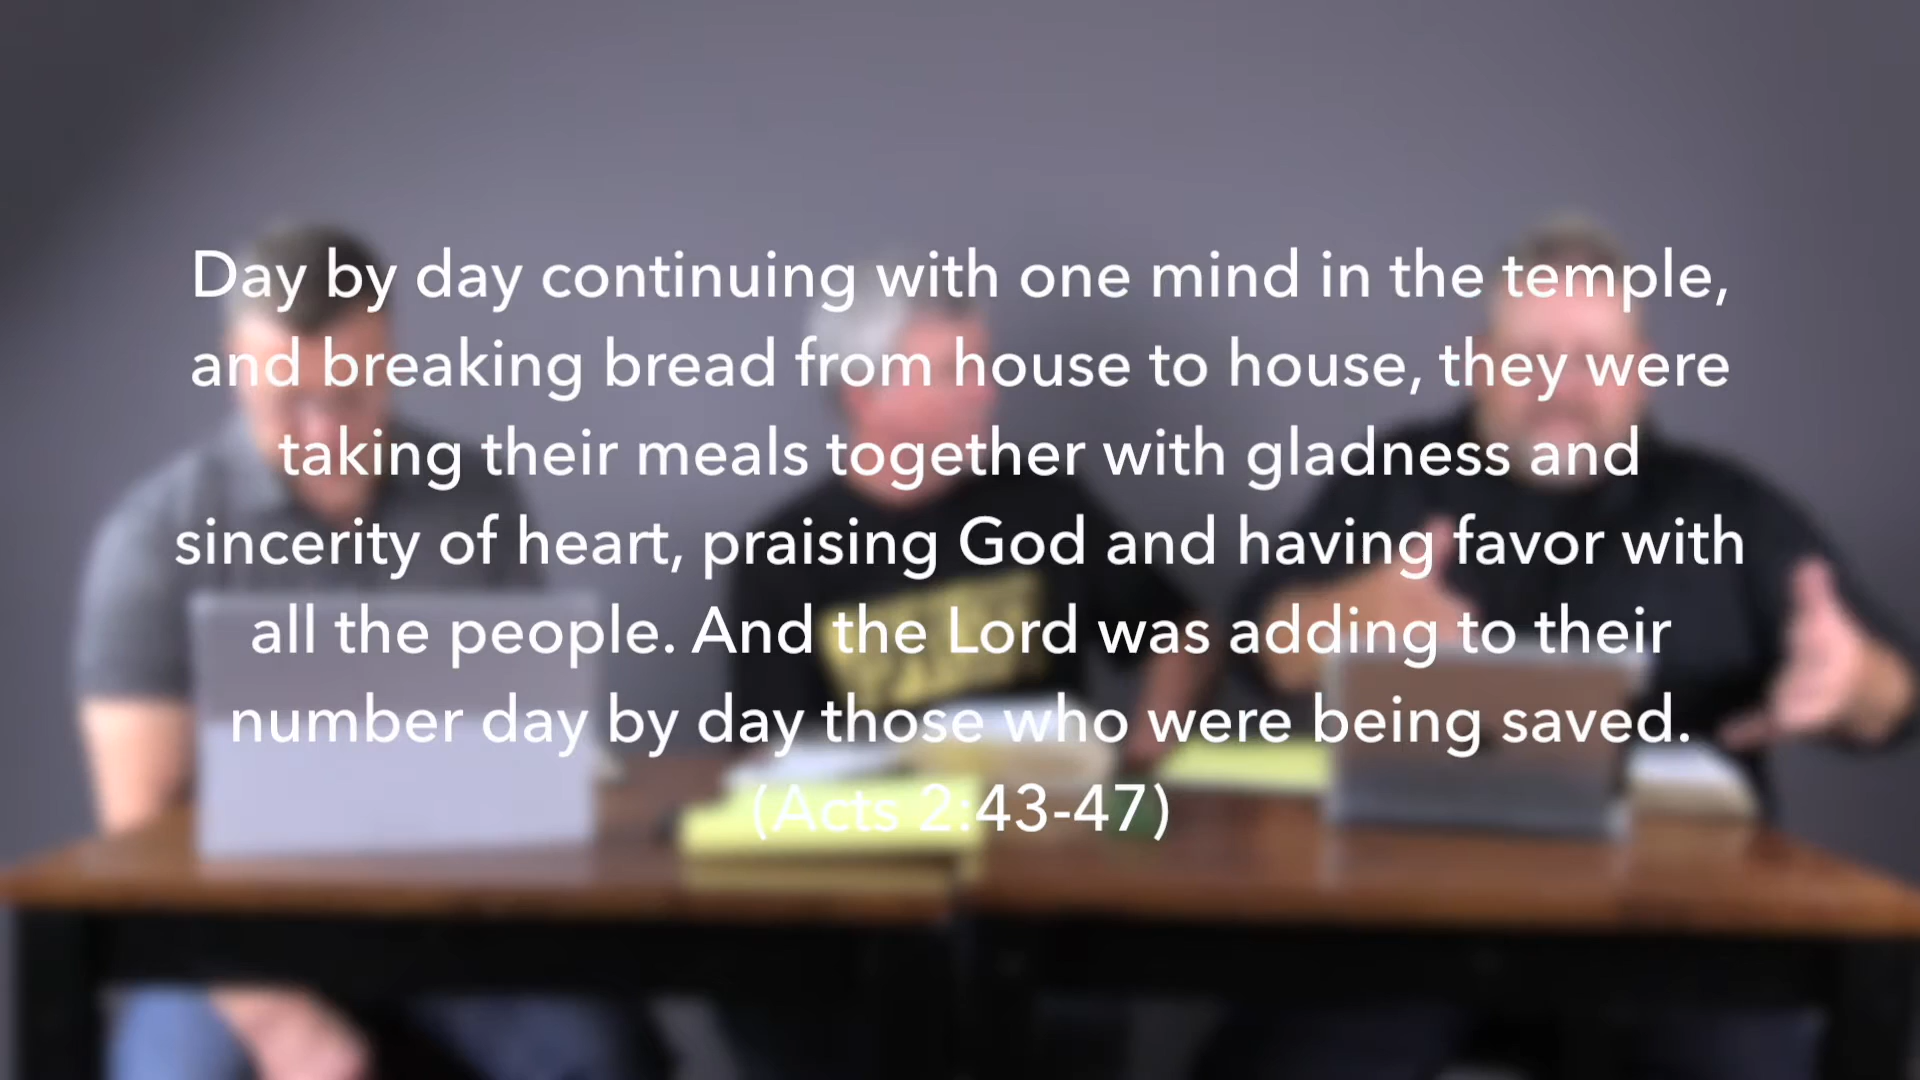 Day by day continuing with one mind in the temple,
and breaking bread from house to house, they were
taking their meals together with gladness and
sincerity of heart, praising God and having favor with
all the people. And the Lord was adding to their
number day by day those who were being saved.
(Acts 2:43-47)